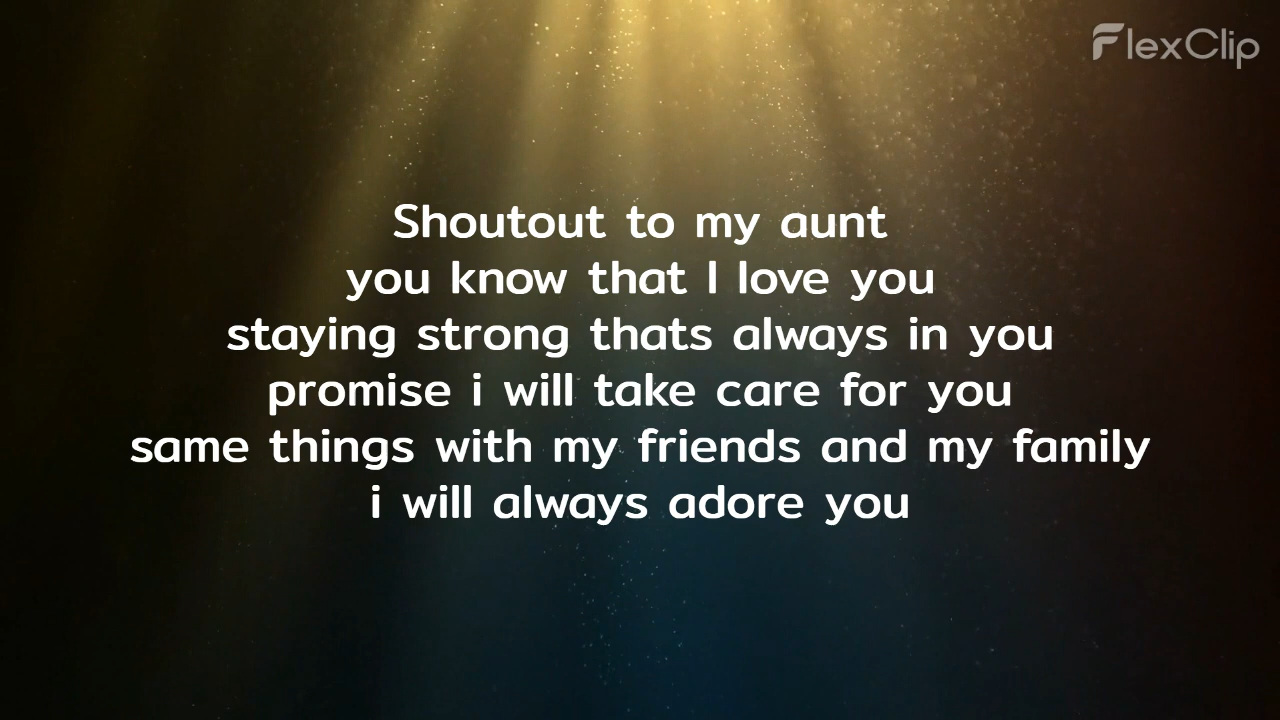 FlexClip
Shoutout to my aunt
you know that I love you
staying strong thats always in you
promise i will take care for you
same things with my friends and my family
i will always adore you